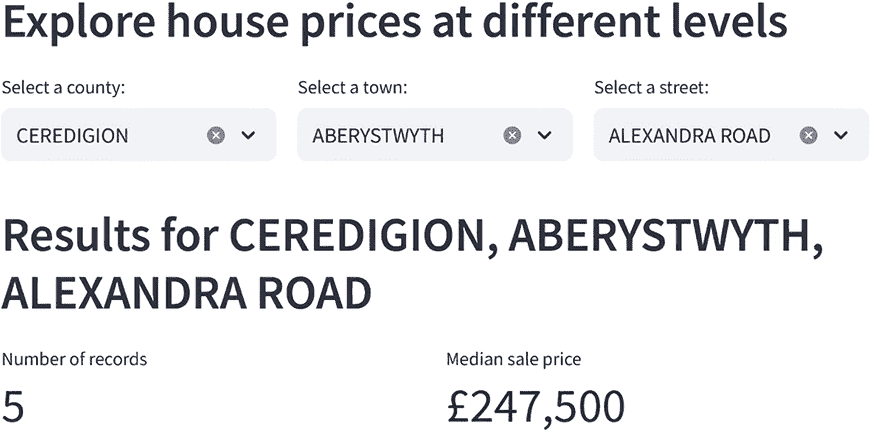 Explore house prices at different levels
Select a county: Select a town: Select a street:
CEREDIGION ABERYSTWYTH ALEXANDRA ROAD
Results for CEREDIGION, ABERYSTWYTH,
ALEXANDRA ROAD
Number of records Median sale price
5 £247,500